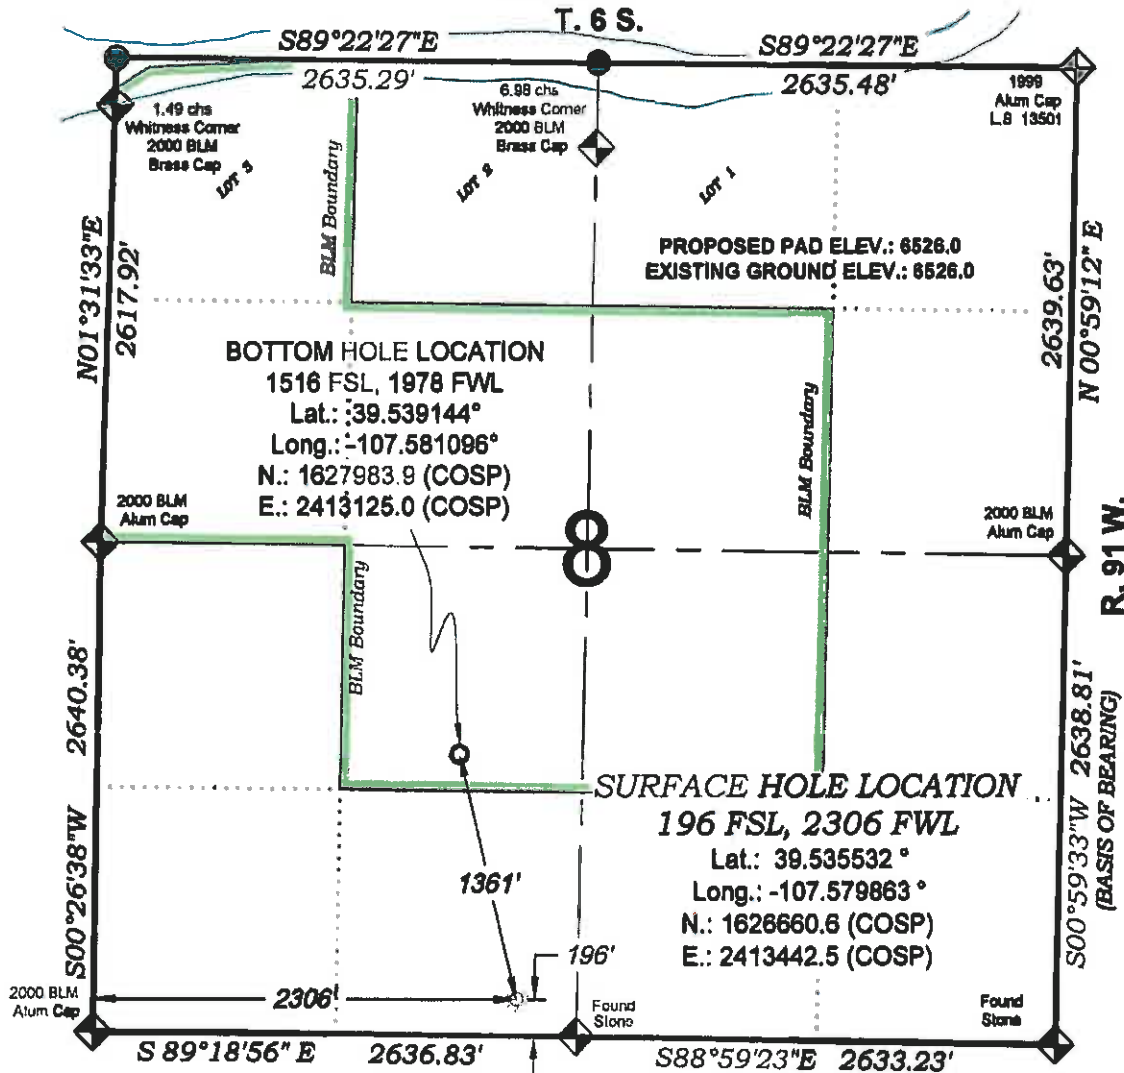 T. 6 S.
S89°22'27"E
S89°22'27"E
2635.29'
2635.48'
1.49 chs
Whitness Corner
2000 BLM
Brass Cap
6.98 chs
Whitness Corner
2000 BLM
Brass Cap
1999
Alum Cap
L.S 13501
LOT 3
LOT 2
LOT 1
BLM Boundary
N01°31'33"E
2617.92'
PROPOSED PAD ELEV.: 6526.0
EXISTING GROUND ELEV.: 6526.0
2639.63'
N 00°59'12" E
BOTTOM HOLE LOCATION
1516 FSL, 1978 FWL
Lat.: 39.539144°
Long.: -107.581096°
N.: 1627983.9 (COSP)
E.: 2413125.0 (COSP)
BLM Boundary
2000 BLM
Alum Cap
8
2000 BLM
Alum Cap
R. 91 W.
BLM Boundary
2640.38'
S00°26'38"W
S00°59'33"W 2638.81'
(BASIS OF BEARING)
SURFACE HOLE LOCATION
196 FSL, 2306 FWL
Lat.: 39.535532 °
Long.: -107.579863 °
N.: 1626660.6 (COSP)
E.: 2413442.5 (COSP)
1361'
196'
2306'
2000 BLM
Alum Cap
Found
Stone
Found
Stone
S 89°18'56" E 2636.83'
S88°59'23"E 2633.23'